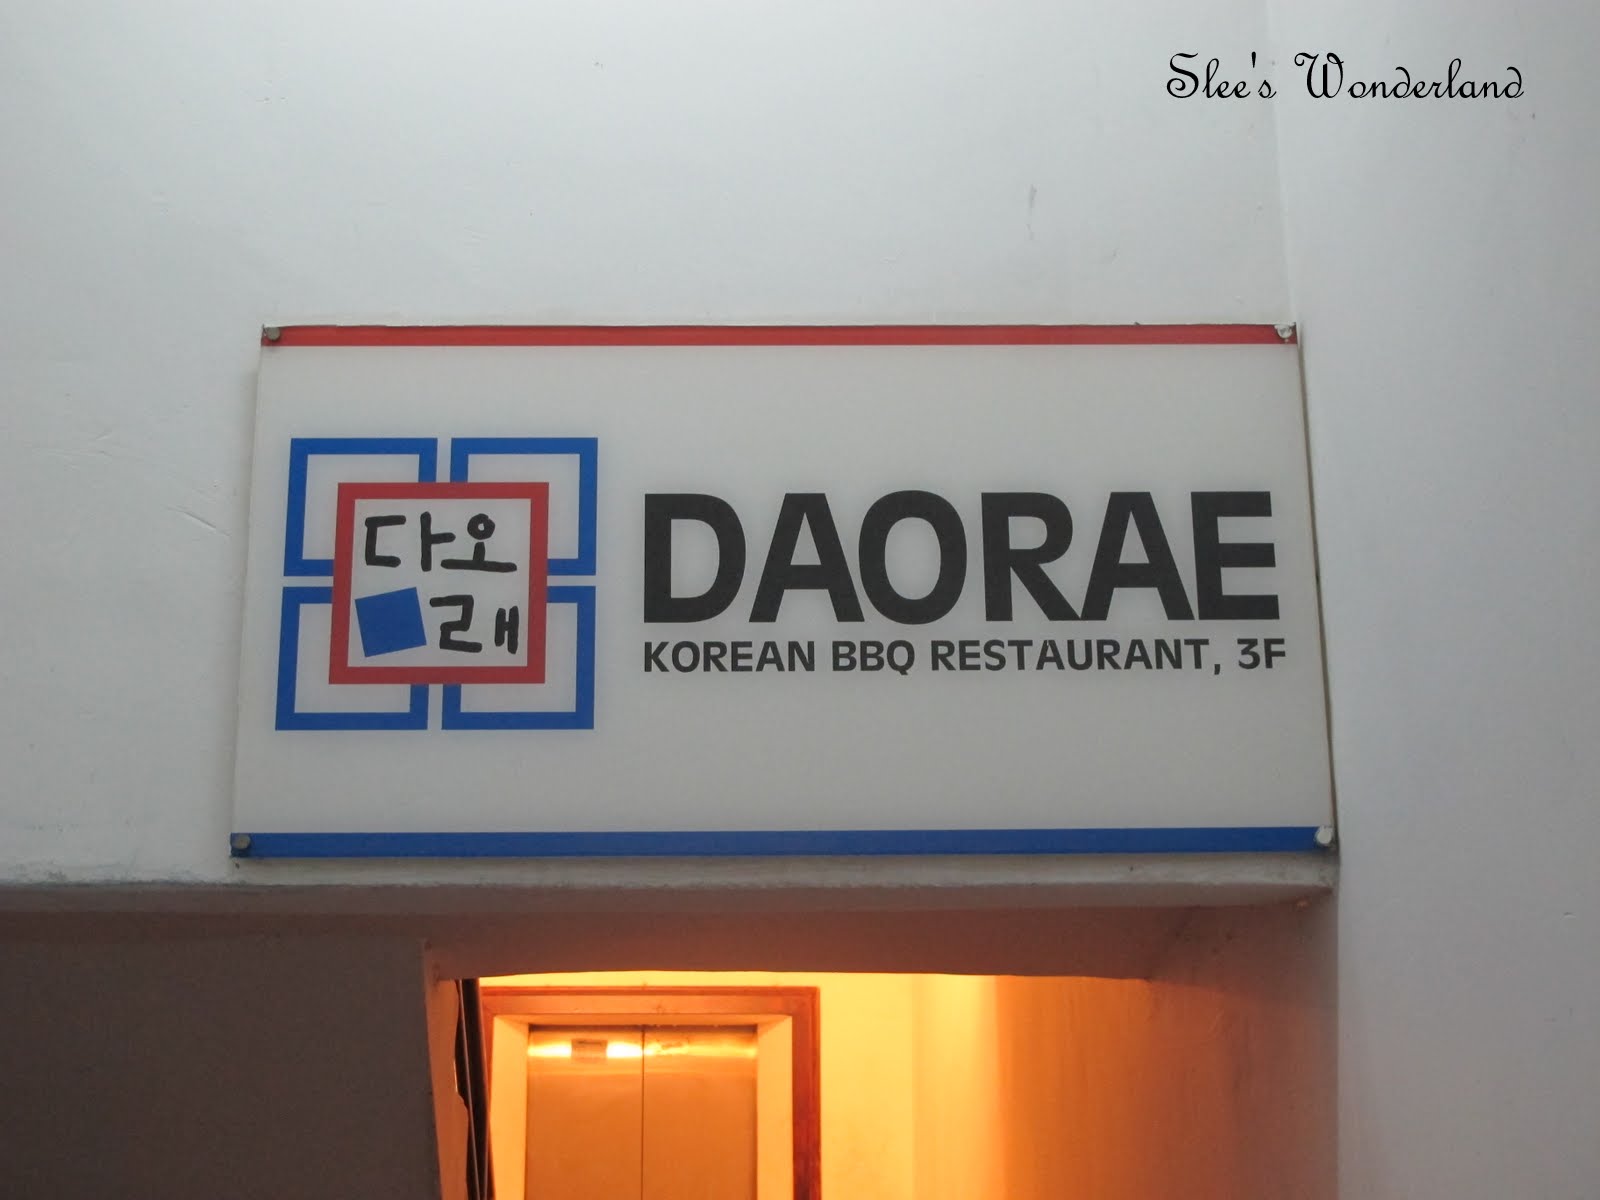 Slee's Wonderland
다오
래
DAORAE
KOREAN BBQ RESTAURANT, 3F